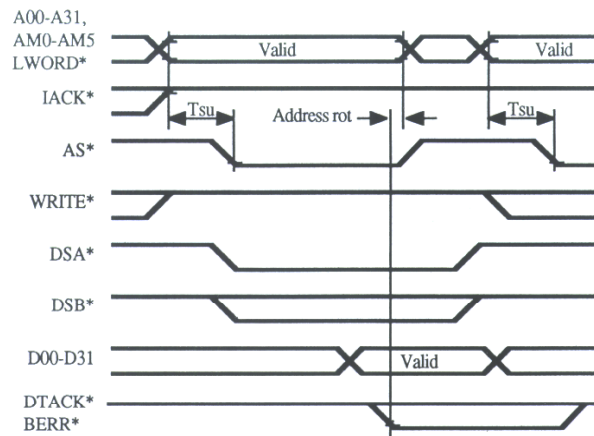 A00-A31,
AM0-AM5
LWORD*
Valid
Valid
IACK*
Tsu
Address rot
Tsu
AS*
WRITE*
DSA*
DSB*
D00-D31
Valid
DTACK*
BERR*